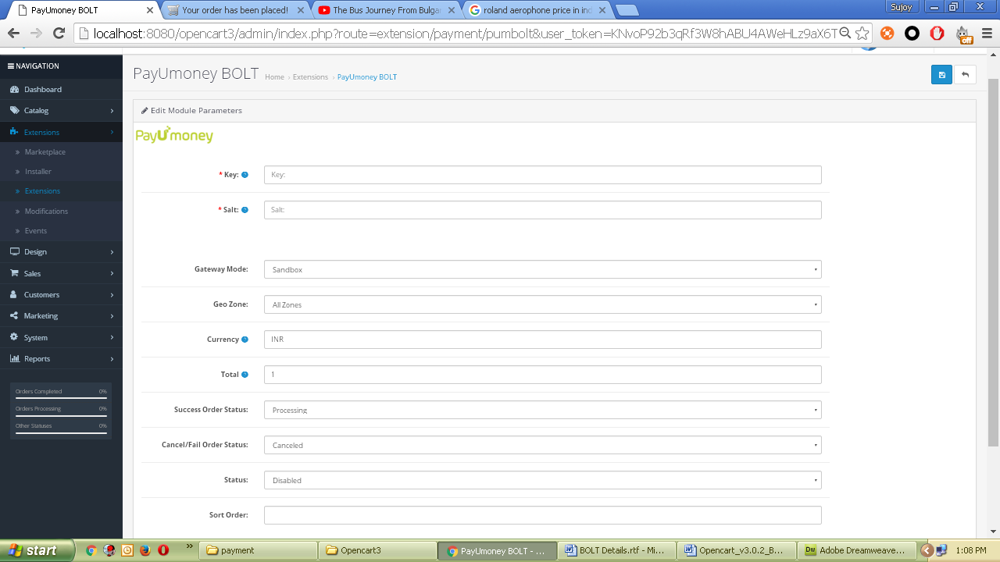 PayUmoney BOLT
Your order has been placed!
The Bus Journey From Bulgar
island aerophone price in ind
Sujoy
localhost:8080/opencart3/admin/index.php?route=extension/payment/pumbolt&user_token=KNvoP92b3qRf3W8hABU4AWeHLz9aX6T
off
NAVIGATION
Dashboard
Catalog
Extensions
Marketplace
Installer
Extensions
Modifications
Events
Design
Sales
Customers
Marketing
System
Reports
Orders Completed 0%
Orders Processing 0%
Other Statuses 0%
PayUmoney BOLT
Home › Extensions › PayUmoney BOLT
Edit Module Parameters
PayUmoney
* Key: Key:
* Salt: Salt:
Gateway Mode: Sandbox
Geo Zone: All Zones
Currency INR
Total 1
Success Order Status: Processing
Cancel/Fail Order Status: Canceled
Status: Disabled
Sort Order:
start
payment
Opencart3
PayUmoney BOLT - ...
BOLT Details.rtf - Mi...
Opencart_v3.0.2_B...
Adobe Dreamweave...
1:08 PM